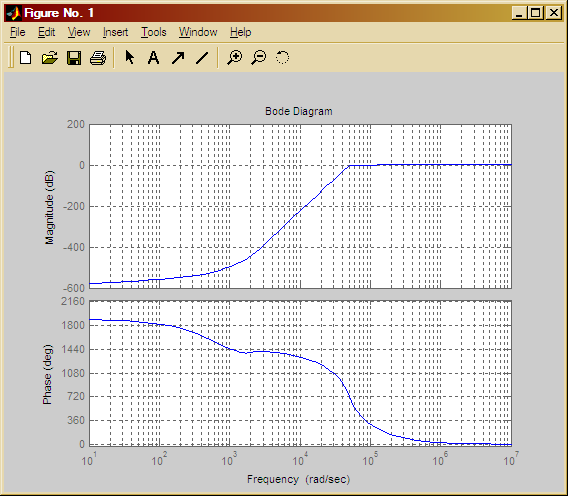 Figure No. 1
File Edit View Insert Tools Window Help
Bode Diagram
200
0
-200
-400
-600
Magnitude (dB)
2160
1800
1440
1080
720
360
0
Phase (deg)
10^1 10^2 10^3 10^4 10^5 10^6 10^7
Frequency (rad/sec)